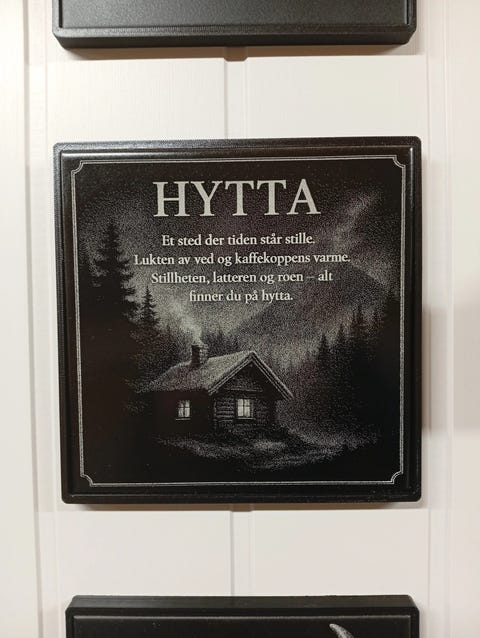 HYTTA
Et sted der tiden står stille.
Lukten av ved og kaffekoppens varme.
Stillheten, latteren og roen – alt
finner du på hytta.